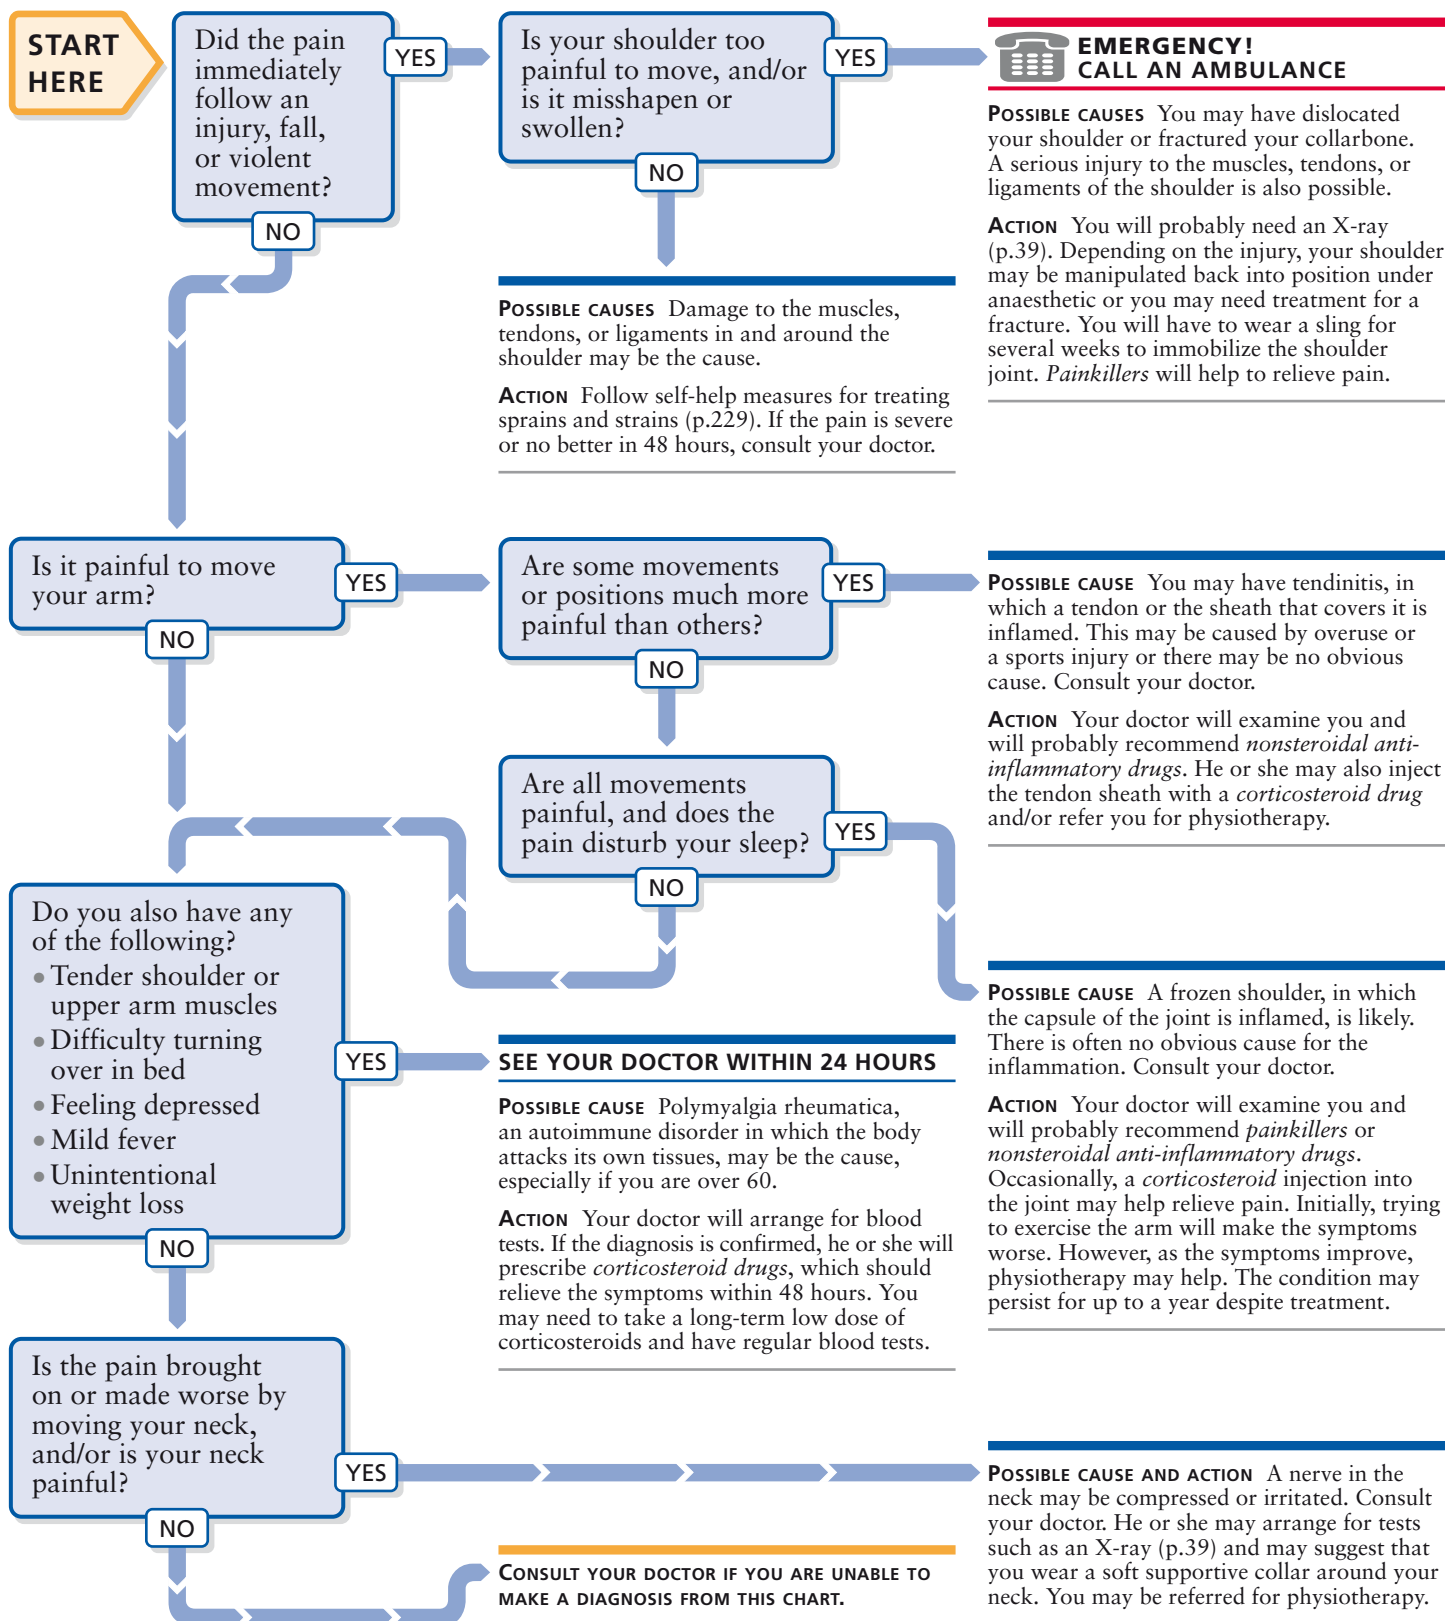 START
HERE
Did the pain
immediately
follow an
injury, fall,
or violent
movement?
YES
NO
Is your shoulder too
painful to move, and/or
is it misshapen or
swollen?
YES
NO
EMERGENCY!
CALL AN AMBULANCE
POSSIBLE CAUSES You may have dislocated
your shoulder or fractured your collarbone.
A serious injury to the muscles, tendons, or
ligaments of the shoulder is also possible.
ACTION You will probably need an X-ray
(p.39). Depending on the injury, your shoulder
may be manipulated back into position under
anaesthetic or you may need treatment for a
fracture. You will have to wear a sling for
several weeks to immobilize the shoulder
joint. Painkillers will help to relieve pain.
POSSIBLE CAUSES Damage to the muscles,
tendons, or ligaments in and around the
shoulder may be the cause.
ACTION Follow self-help measures for treating
sprains and strains (p.229). If the pain is severe
or no better in 48 hours, consult your doctor.
Is it painful to move
your arm?
YES
NO
Are some movements
or positions much more
painful than others?
YES
NO
POSSIBLE CAUSE You may have tendinitis, in
which a tendon or the sheath that covers it is
inflamed. This may be caused by overuse or
a sports injury or there may be no obvious
cause. Consult your doctor.
ACTION Your doctor will examine you and
will probably recommend nonsteroidal anti-
inflammatory drugs. He or she may also inject
the tendon sheath with a corticosteroid drug
and/or refer you for physiotherapy.
Are all movements
painful, and does the
pain disturb your sleep?
YES
NO
POSSIBLE CAUSE A frozen shoulder, in which
the capsule of the joint is inflamed, is likely.
There is often no obvious cause for the
inflammation. Consult your doctor.
ACTION Your doctor will examine you and
will probably recommend painkillers or
nonsteroidal anti-inflammatory drugs.
Occasionally, a corticosteroid injection into
the joint may help relieve pain. Initially, trying
to exercise the arm will make the symptoms
worse. However, as the symptoms improve,
physiotherapy may help. The condition may
persist for up to a year despite treatment.
Do you also have any
of the following?
• Tender shoulder or
upper arm muscles
• Difficulty turning
over in bed
• Feeling depressed
• Mild fever
• Unintentional
weight loss
YES
NO
SEE YOUR DOCTOR WITHIN 24 HOURS
POSSIBLE CAUSE Polymyalgia rheumatica,
an autoimmune disorder in which the body
attacks its own tissues, may be the cause,
especially if you are over 60.
ACTION Your doctor will arrange for blood
tests. If the diagnosis is confirmed, he or she will
prescribe corticosteroid drugs, which should
relieve the symptoms within 48 hours. You
may need to take a long-term low dose of
corticosteroids and have regular blood tests.
Is the pain brought
on or made worse by
moving your neck,
and/or is your neck
painful?
YES
NO
POSSIBLE CAUSE AND ACTION A nerve in the
neck may be compressed or irritated. Consult
your doctor. He or she may arrange for tests
such as an X-ray (p.39) and may suggest that
you wear a soft supportive collar around your
neck. You may be referred for physiotherapy.
CONSULT YOUR DOCTOR IF YOU ARE UNABLE TO
MAKE A DIAGNOSIS FROM THIS CHART.